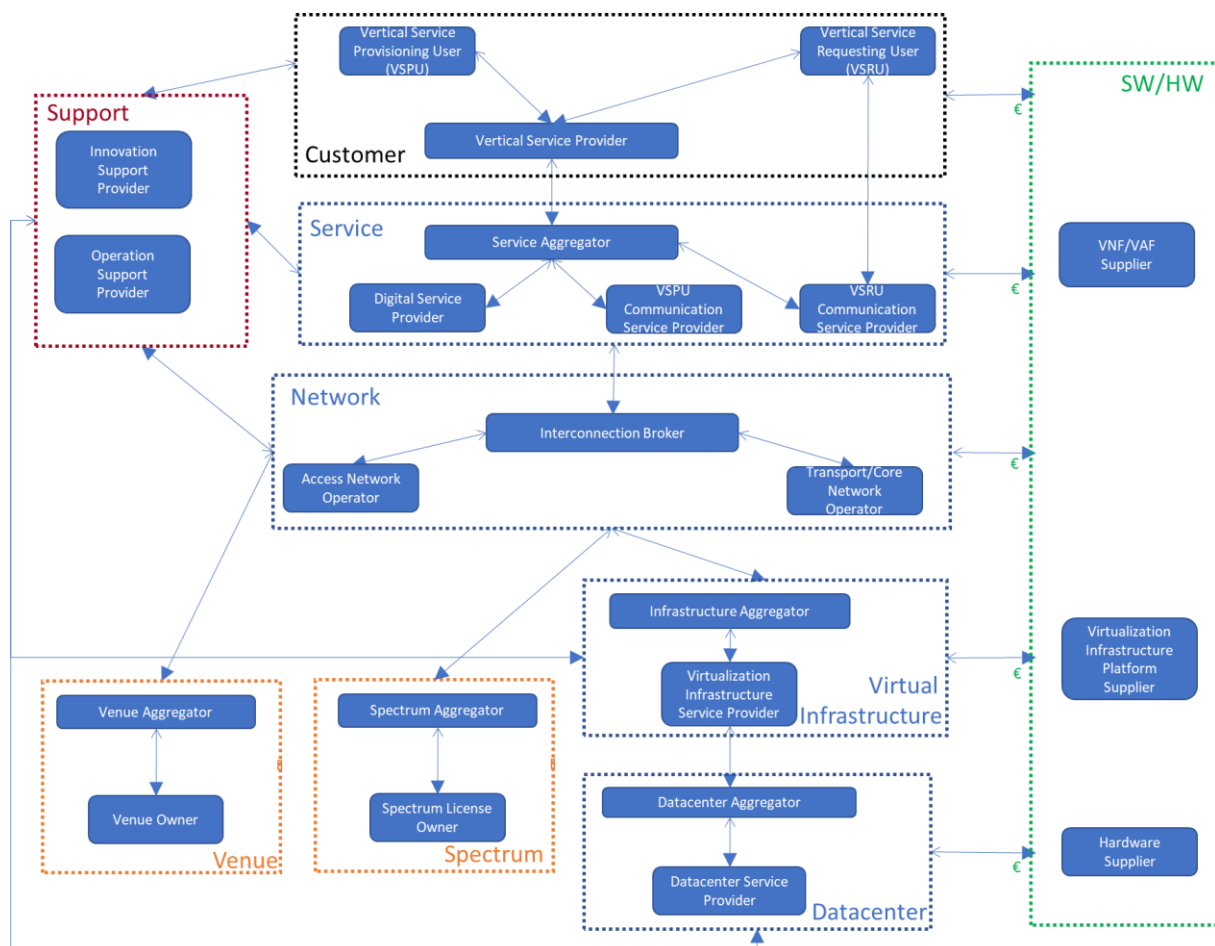 Vertical Service
Provisioning User
(VSPU)
Vertical Service
Requesting User
(VSRU)
SW/HW
€
Support
Innovation
Support
Provider
Vertical Service Provider
Customer
Service
Service Aggregator
VNF/VAF
Supplier
Operation
Support
Provider
Digital Service
Provider
VSPU
Communication
Service Provider
VSRU
Communication
Service Provider
€
Network
Interconnection Broker
Access Network
Operator
Transport/Core
Network
Operator
€
Infrastructure Aggregator
Virtualization
Infrastructure
Service Provider
Virtual
Infrastructure
Virtualization
Infrastructure
Platform
Supplier
€
Venue Aggregator
Spectrum Aggregator
Venue Owner
Spectrum License
Owner
Venue
Spectrum
Datacenter Aggregator
Datacenter Service
Provider
Datacenter
Hardware
Supplier
€